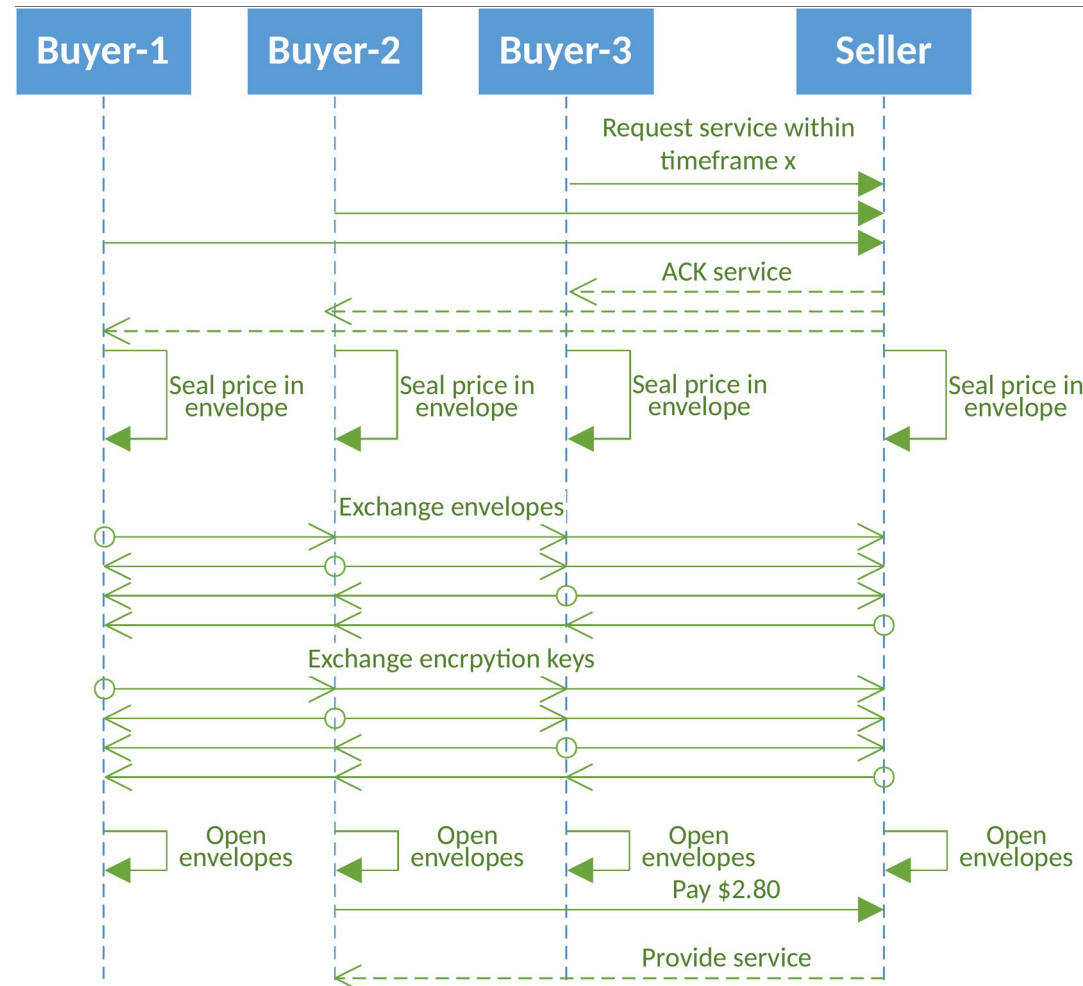 Buyer-1
Buyer-2
Buyer-3
Seller
Request service within
timeframe x
ACK service
Seal price in
envelope
Seal price in
envelope
Seal price in
envelope
Seal price in
envelope
Exchange envelopes
Exchange encrpytion keys
Open
envelopes
Open
envelopes
Open
envelopes
Open
envelopes
Pay $2.80
Provide service